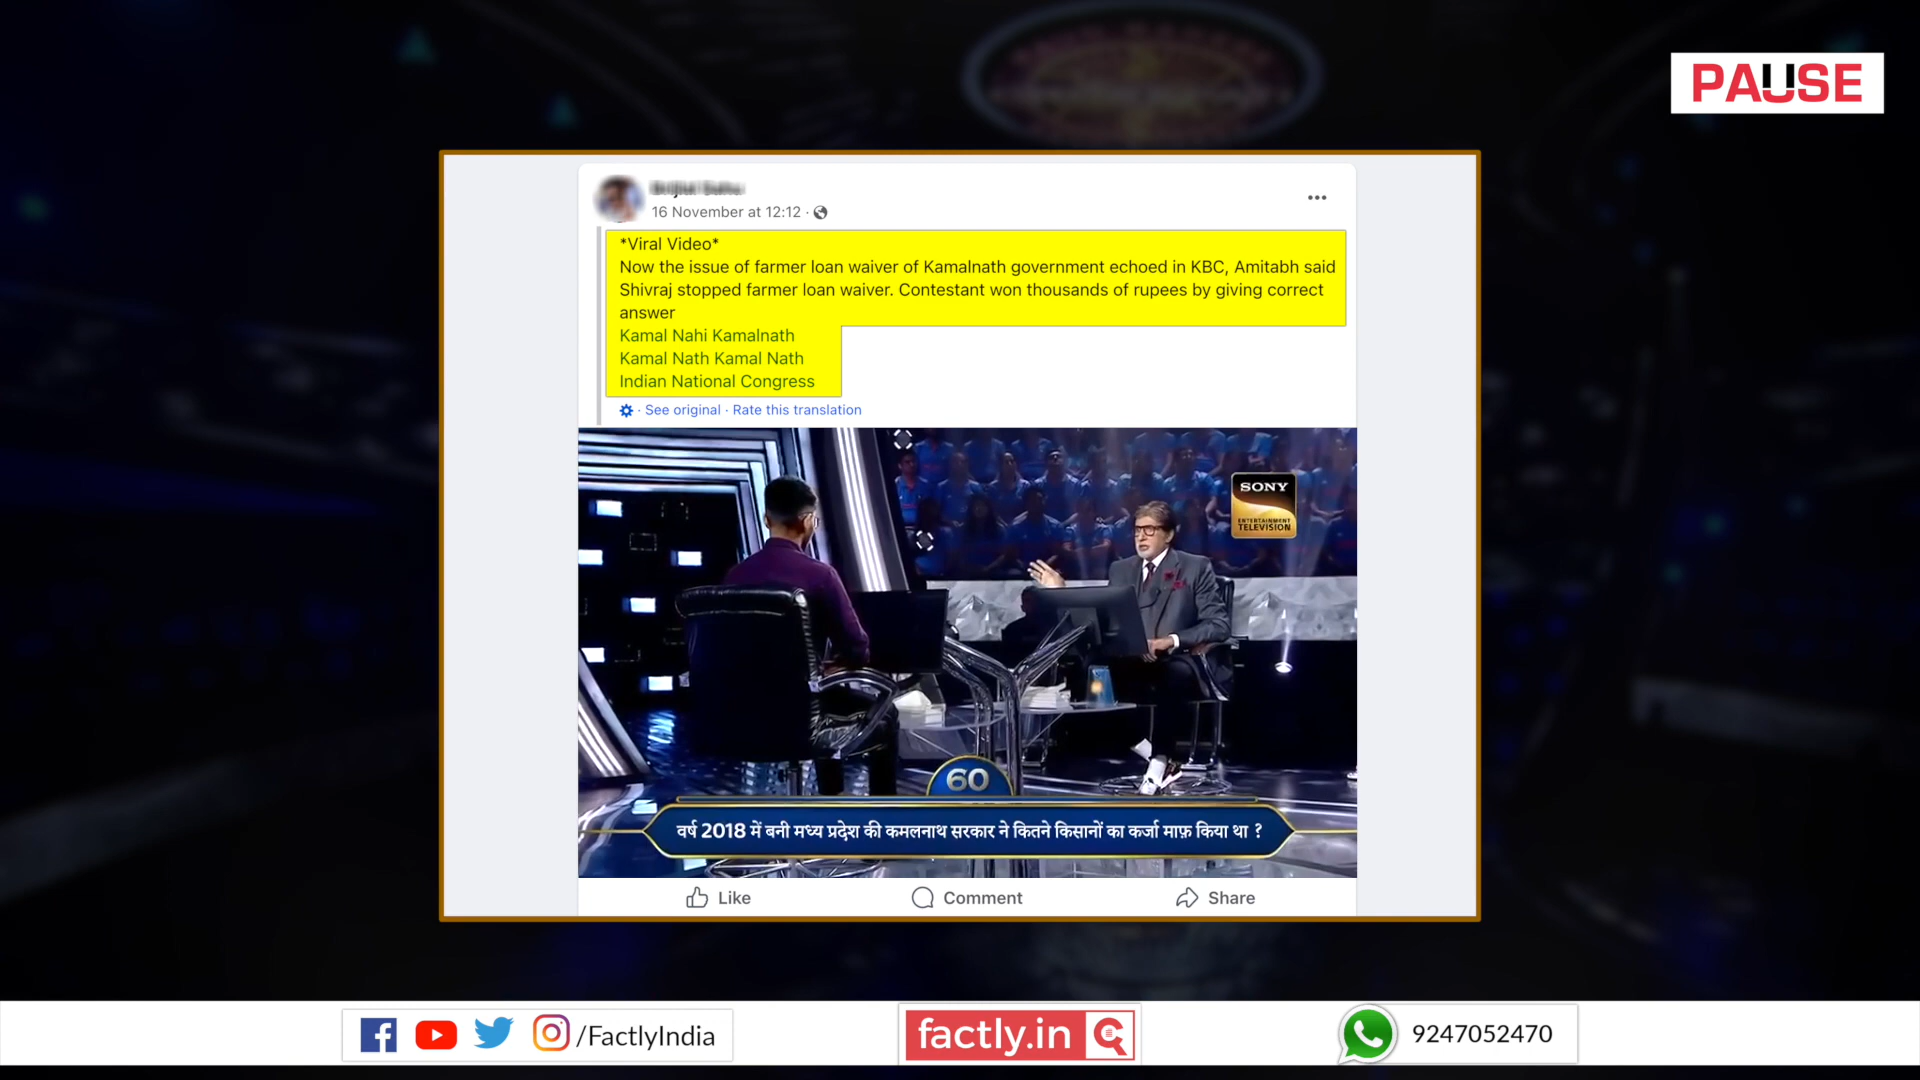 PAUSE
16 November at 12:12 ·
*Viral Video*
Now the issue of farmer loan waiver of Kamalnath government echoed in KBC, Amitabh said
Shivraj stopped farmer loan waiver. Contestant won thousands of rupees by giving correct
answer
Kamal Nahi Kamalnath
Kamal Nath Kamal Nath
Indian National Congress
· See original · Rate this translation
SONY
ENTERTAINMENT
TELEVISION
60
वर्ष 2018 में बनी मध्य प्रदेश की कमलनाथ सरकार ने कितने किसानों का कर्जा माफ़ किया था ?
Like
Comment
Share
/FactlyIndia
factly.in
9247052470